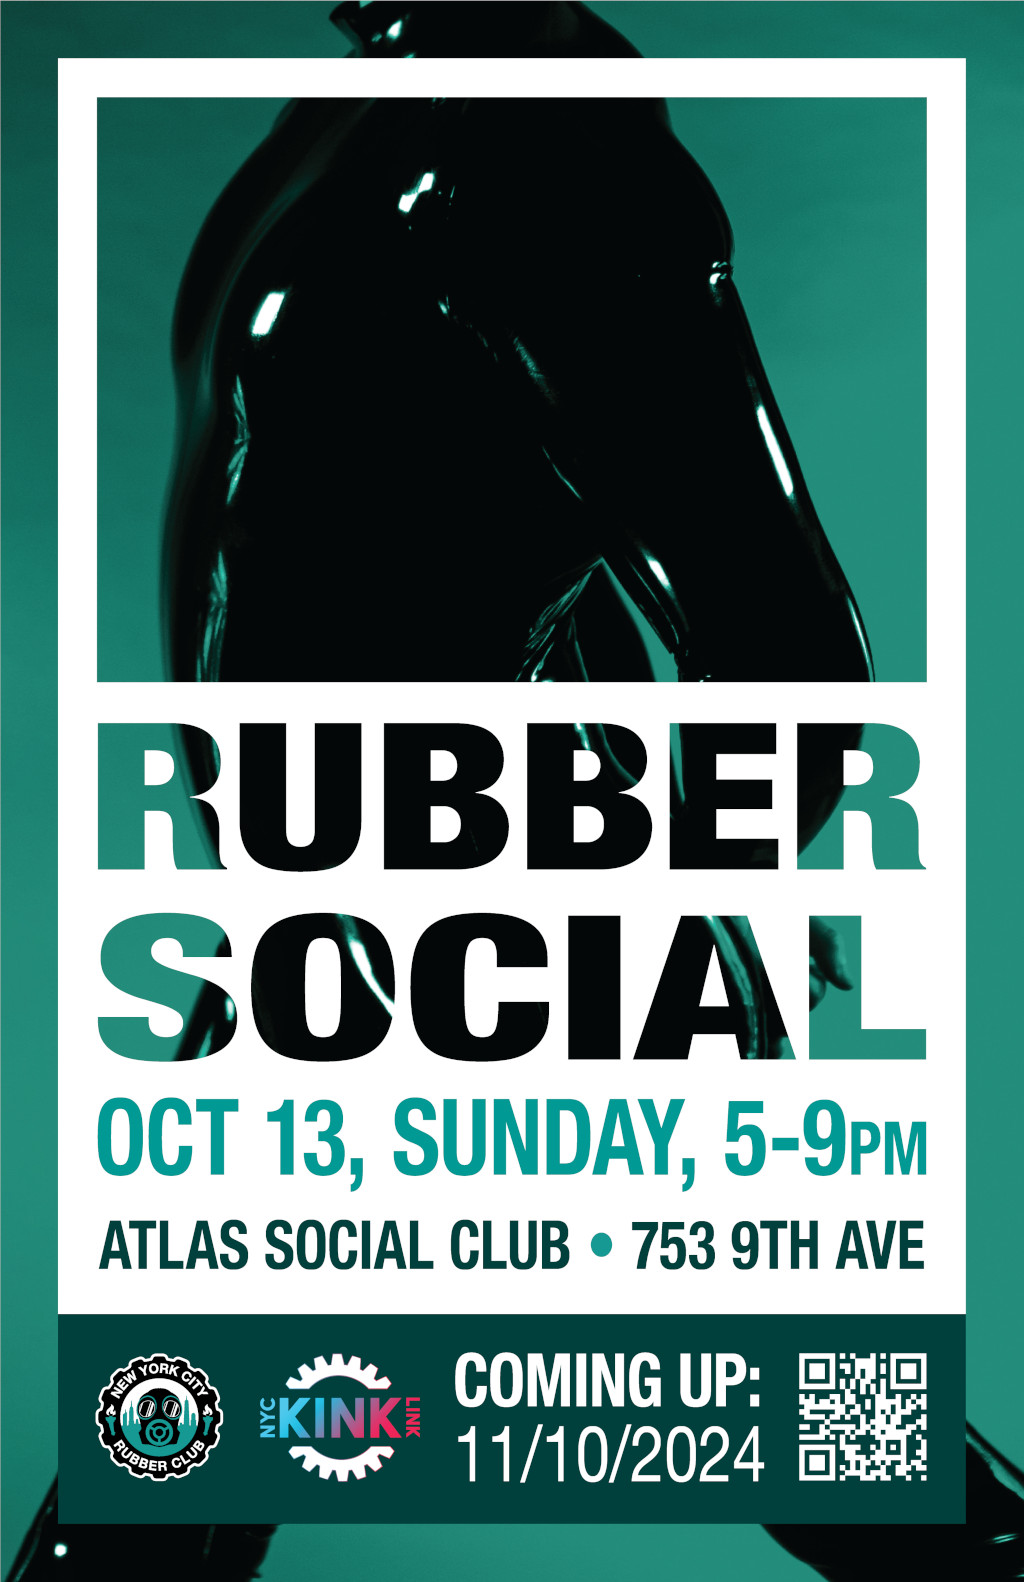 RUBBER
SOCIAL
OCT 13, SUNDAY, 5-9PM
ATLAS SOCIAL CLUB • 753 9TH AVE
NEW YORK CITY
RUBBER CLUB
NYC
KINK
LINK
COMING UP:
11/10/2024